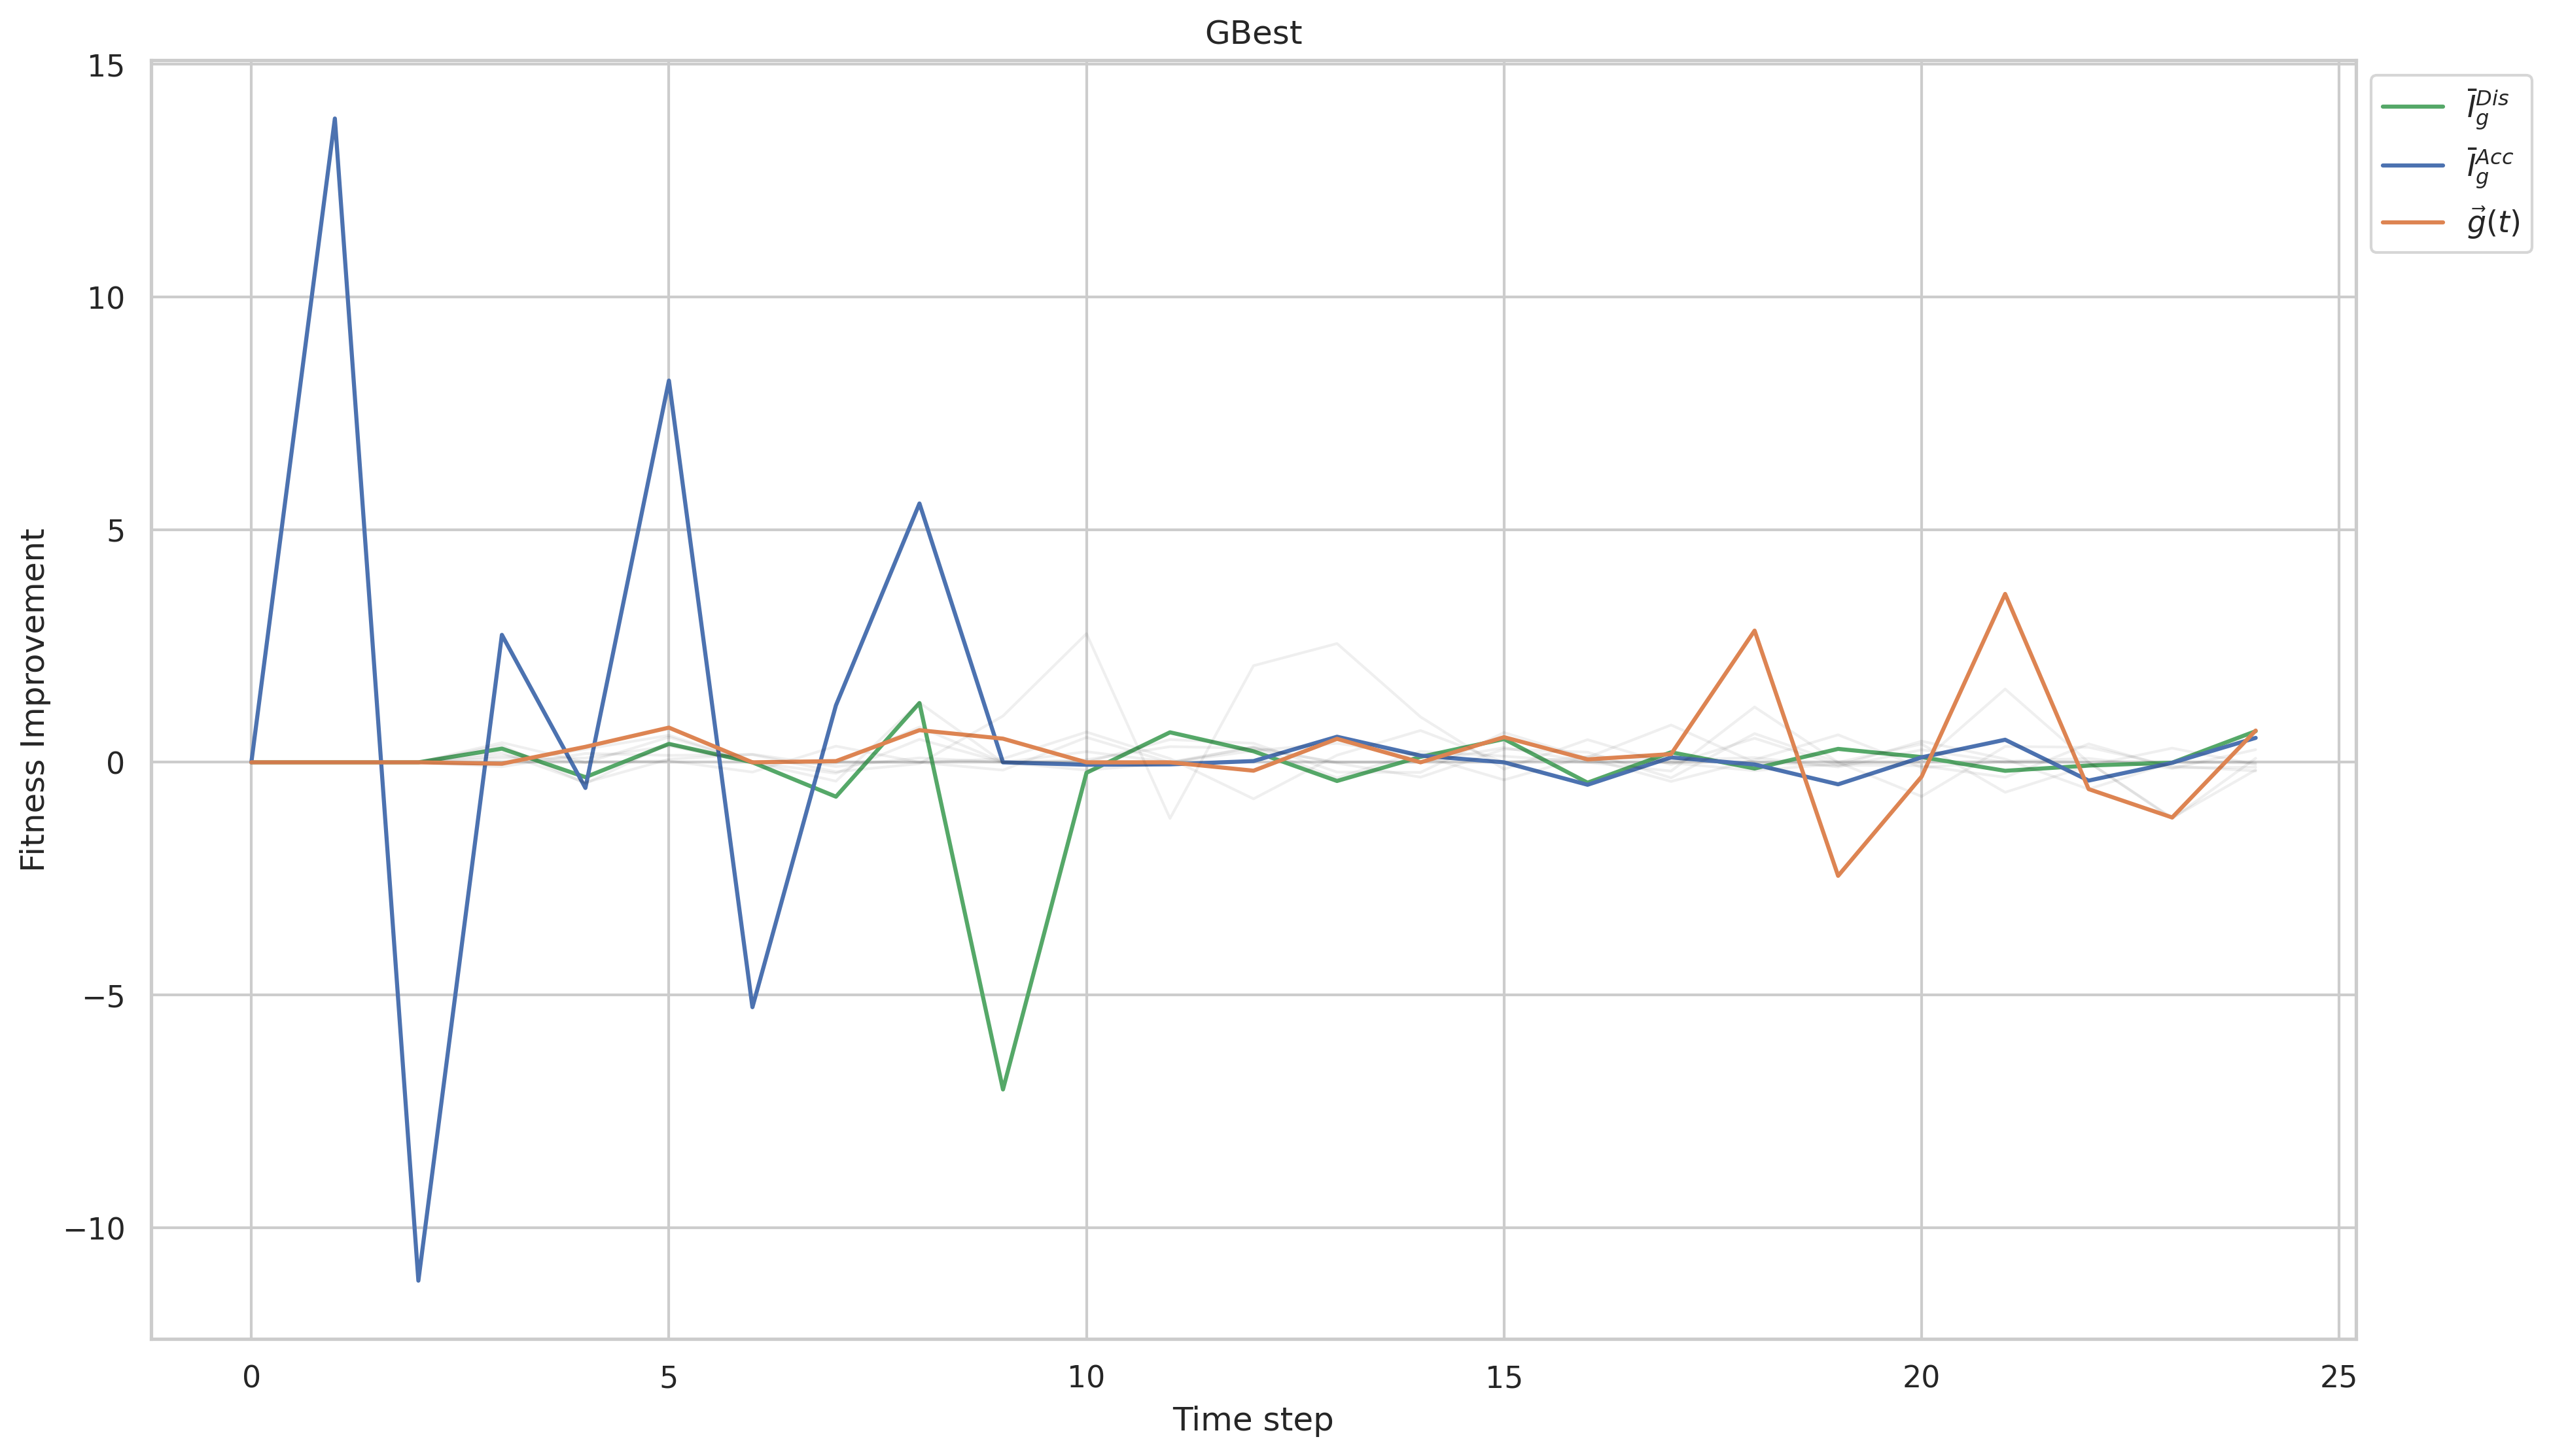 GBest
15
10
5
0
−5
−10
Fitness Improvement
0 5 10 15 20 25
Time step
Ī_g^Dis
Ī_g^Acc
g⃗(t)